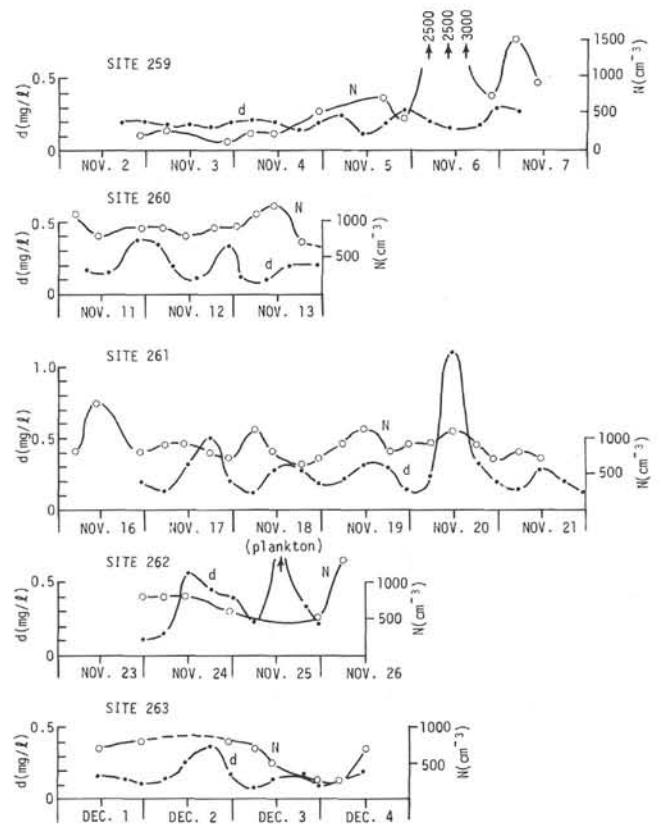 2500
2500
3000
SITE 259
d(mg/ℓ)
0.5
0
N
d
1500
1000
500
0
N(cm⁻³)
NOV. 2 NOV. 3 NOV. 4 NOV. 5 NOV. 6 NOV. 7
SITE 260
d(mg/ℓ)
0.5
0
N
d
1000
500
N(cm⁻³)
NOV. 11 NOV. 12 NOV. 13
SITE 261
d(mg/ℓ)
1.0
0.5
0
N
d
1000
500
N(cm⁻³)
NOV. 16 NOV. 17 NOV. 18 NOV. 19 NOV. 20 NOV. 21
(plankton)
SITE 262
d(mg/ℓ)
0.5
0
d
N
1000
500
N(cm⁻³)
NOV. 23 NOV. 24 NOV. 25 NOV. 26
SITE 263
d(mg/ℓ)
0.5
0
N
d
1000
500
N(cm⁻³)
DEC. 1 DEC. 2 DEC. 3 DEC. 4